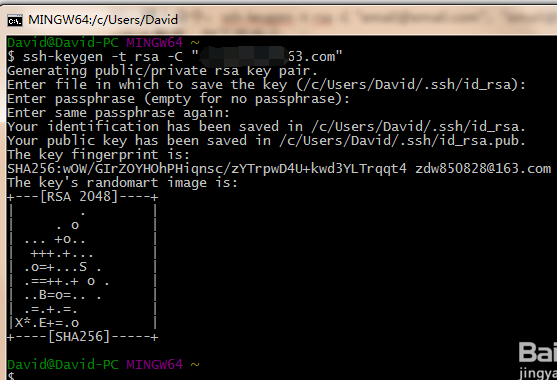 MINGW64:/c/Users/David
David@David-PC MINGW64 ~
$ ssh-keygen -t rsa -C "63.com"
Generating public/private rsa key pair.
Enter file in which to save the key (/c/Users/David/.ssh/id_rsa):
Enter passphrase (empty for no passphrase):
Enter same passphrase again:
Your identification has been saved in /c/Users/David/.ssh/id_rsa.
Your public key has been saved in /c/Users/David/.ssh/id_rsa.pub.
The key fingerprint is:
SHA256:wOW/GIrZOYHOhPHiqnsc/zYTrpwD4U+kwd3YLTrqqt4 zdw850828@163.com
The key's randomart image is:
+---[RSA 2048]----+
|        .        |
|      . o        |
| ... +o..        |
|  +++.+...       |
| .o=+...S .      |
| .==++.+ o .     |
|  ..B=o=.. .     |
|  .=.+.=.        |
|X*.E+=.o         |
+----[SHA256]-----+
David@David-PC MINGW64 ~
$
Bai
jingya